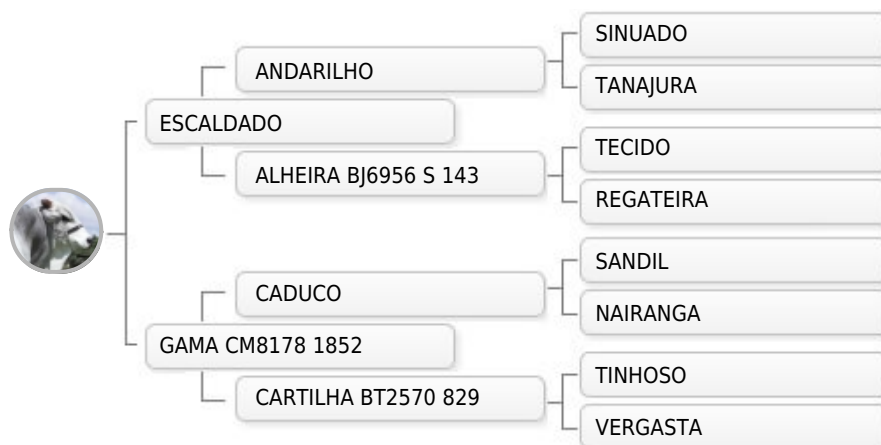 SINUADO
ANDARILHO
TANAJURA
ESCALDADO
TECIDO
ALHEIRA BJ6956 S 143
REGATEIRA
SANDIL
CADUCO
NAIRANGA
GAMA CM8178 1852
TINHOSO
CARTILHA BT2570 829
VERGASTA